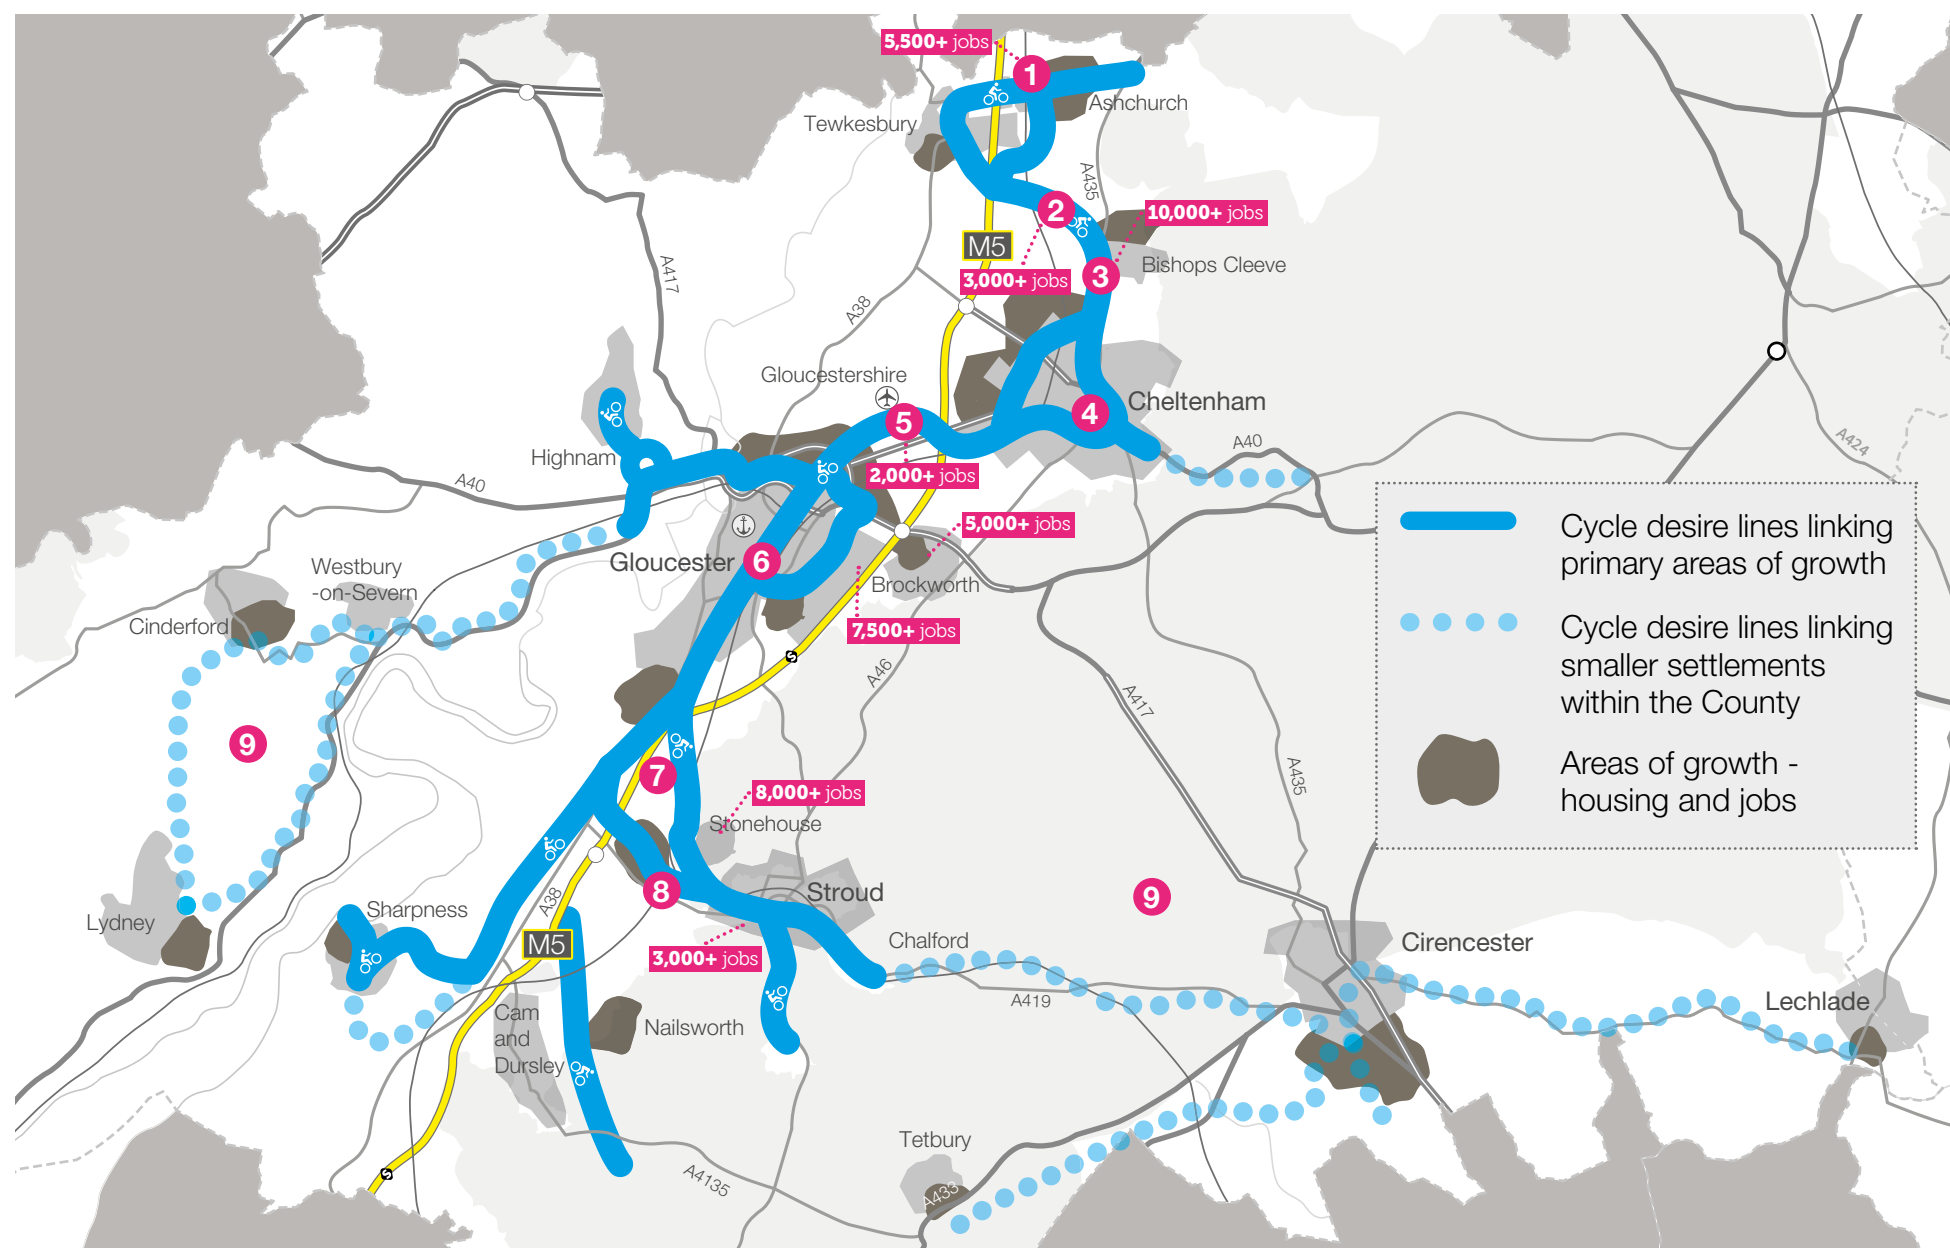 5,500+ jobs
1
Ashchurch
Tewkesbury
A435
2
10,000+ jobs
M5
Bishops Cleeve
3
3,000+ jobs
A417
A38
Gloucestershire
5
4
Cheltenham
A40
A424
Highnam
A40
2,000+ jobs
5,000+ jobs
Gloucester
6
Brockworth
7,500+ jobs
Westbury
-on-Severn
Cinderford
A46
A417
9
7
A435
8,000+ jobs
Stonehouse
8
Stroud
9
Lydney
Sharpness
A38
M5
3,000+ jobs
Chalford
Cirencester
A419
Lechlade
Cam
and
Dursley
Nailsworth
Tetbury
A4135
A433
S
S
Cycle desire lines linking
primary areas of growth
Cycle desire lines linking
smaller settlements
within the County
Areas of growth -
housing and jobs